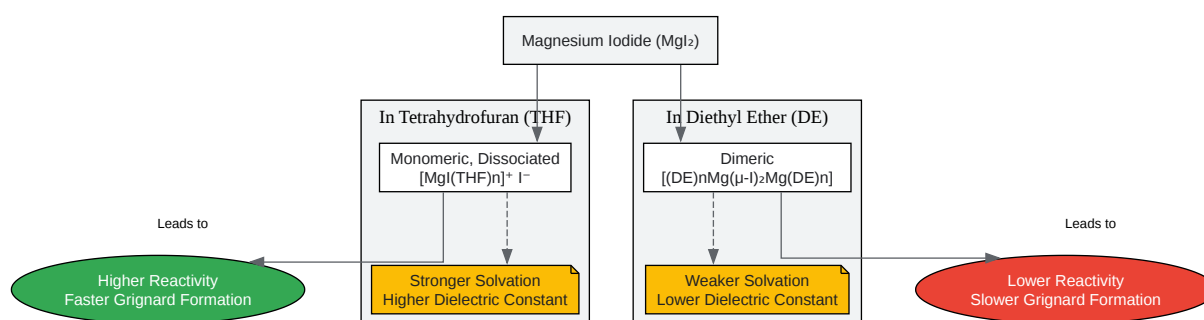 Magnesium Iodide (MgI₂)
In Tetrahydrofuran (THF)
In Diethyl Ether (DE)
Monomeric, Dissociated
[MgI(THF)n]⁺ I⁻
Dimeric
[(DE)nMg(μ-I)₂Mg(DE)n]
Leads to
Leads to
Higher Reactivity
Faster Grignard Formation
Stronger Solvation
Higher Dielectric Constant
Weaker Solvation
Lower Dielectric Constant
Lower Reactivity
Slower Grignard Formation